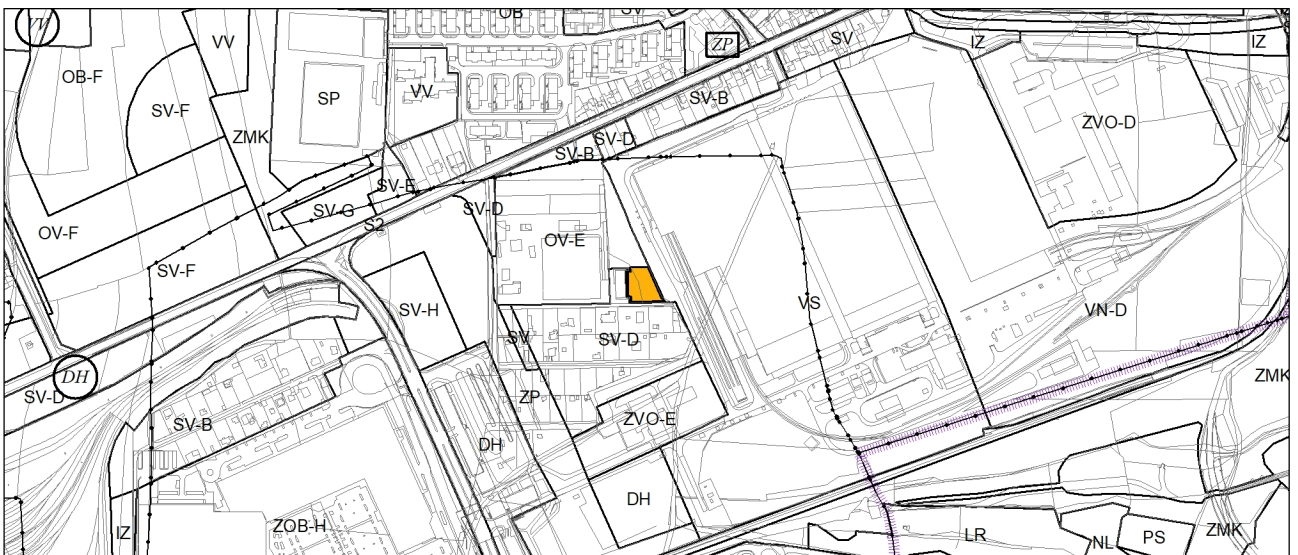 VV
OB
SV
ZP
SV
IZ
IZ
VV
OB-F
SV-F
SP
VV
SV-B
ZVO-D
ZMK
SV-D
SV-B
SV-E
SV-G
SV-D
S2
OV-F
OV-E
SV-F
SV-H
VS
VN-D
SV
SV-D
DH
SV-D
ZP
ZMK
SV-B
ZVO-E
DH
DH
IZ
ZOB-H
LR
NL
PS
ZMK